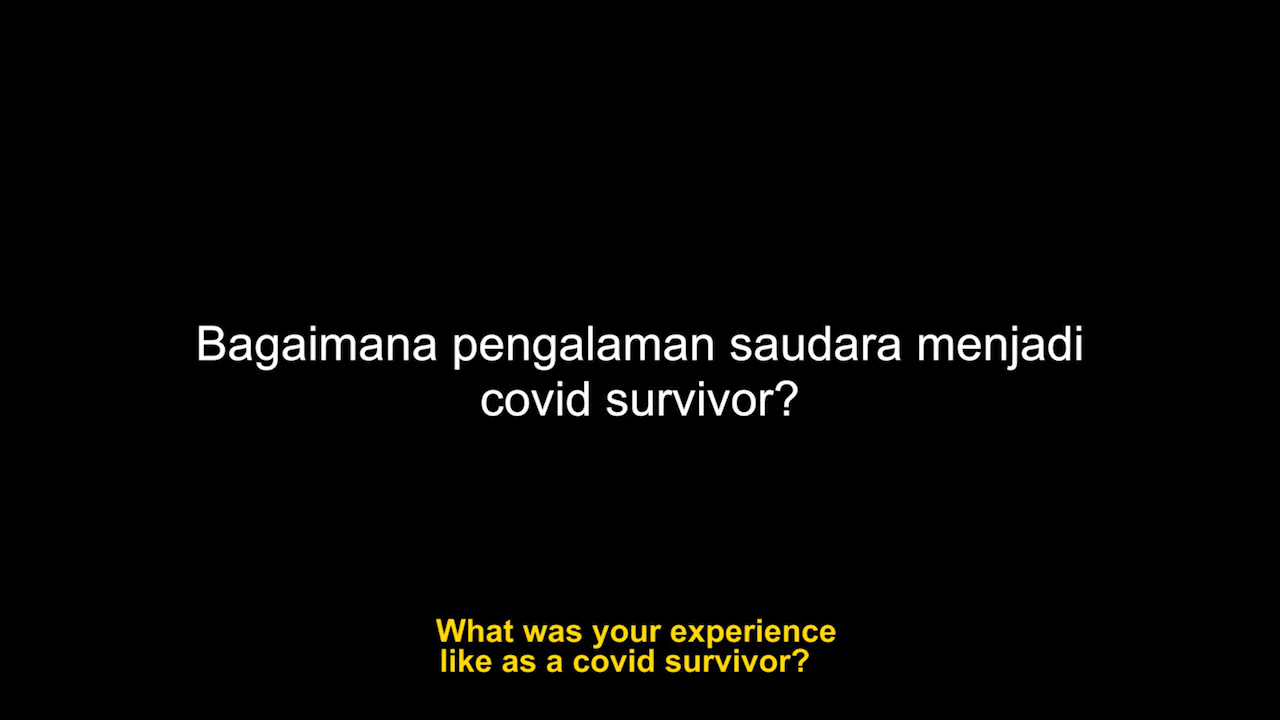 Bagaimana pengalaman saudara menjadi
covid survivor?
What was your experience
like as a covid survivor?